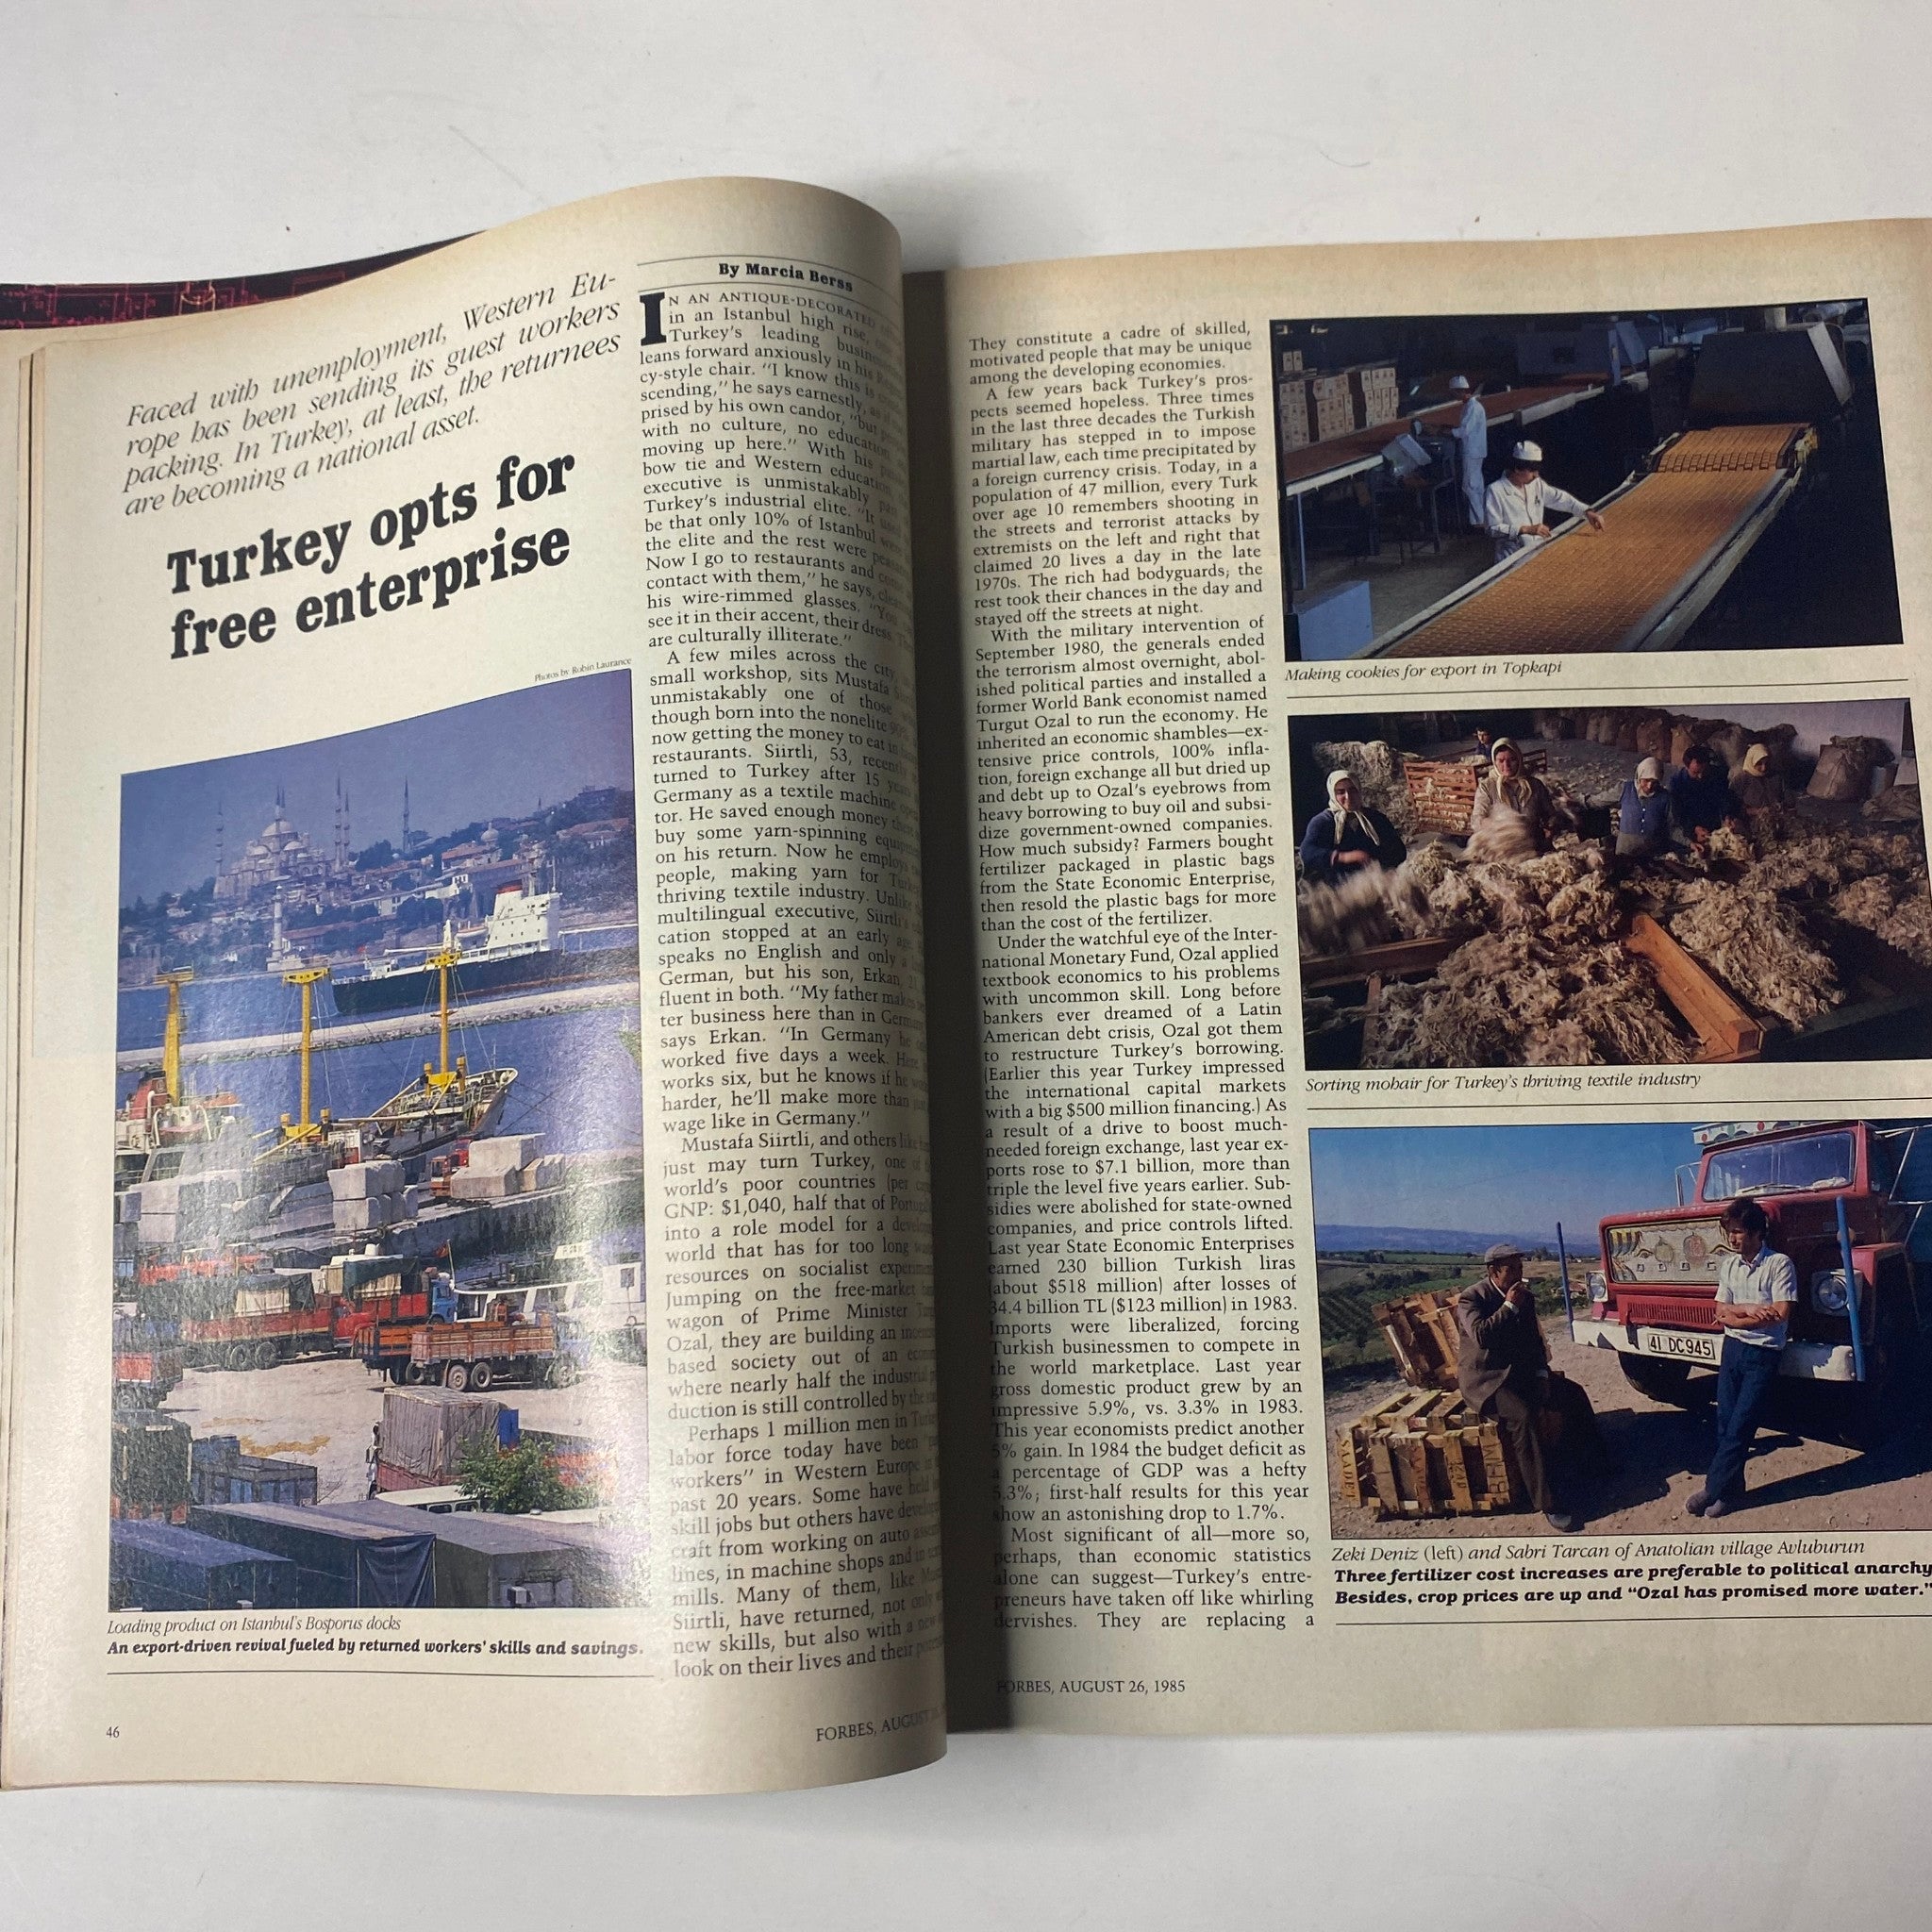 Faced with unemployment, Western Eu-
rope has been sending its guest workers
packing. In Turkey, at least, the returnees
are becoming a national asset.
Turkey opts for
free enterprise
Photos by Robin Laurance
Loading product on Istanbul's Bosporus docks
An export-driven revival fueled by returned workers' skills and savings.
46
By Marcia Berss
IN AN ANTIQUE-DECORATED
in an Istanbul high rise,
Turkey's leading
leans forward anxiously in his
cy-style chair. "I know this
scending," he says earnestly,
prised by his own candor, "but
with no culture, no education
moving up here." With his
bow tie and Western education
executive is unmistakably
Turkey's industrial elite. "It
be that only 10% of Istanbul
the elite and the rest were
Now I go to restaurants and
contact with them," he says,
his wire-rimmed glasses. "You
see it in their accent, their dress.
are culturally illiterate."
A few miles across the city
small workshop, sits Mustafa
unmistakably one of those
though born into the nonelite
now getting the money to eat in
restaurants. Siirtli, 53,
turned to Turkey after 15
Germany as a textile machine
tor. He saved enough money
buy some yarn-spinning
on his return. Now he employs
people, making yarn for
thriving textile industry. Unlike
multilingual executive, Siirtli's
cation stopped at an early
speaks no English and only
German, but his son, Erkan,
fluent in both. "My father makes
ter business here than in
says Erkan. "In Germany he
worked five days a week. Here
works six, but he knows if he
harder, he'll make more than
wage like in Germany."
Mustafa Siirtli, and others
just may turn Turkey, one of
world's poor countries (per
GNP: $1,040, half that of
into a role model for a
world that has for too long
resources on socialist
Jumping on the free-market
wagon of Prime Minister
Ozal, they are building an
based society out of an
where nearly half the industrial
duction is still controlled by the
Perhaps 1 million men in
labor force today have been
workers" in Western Europe
past 20 years. Some have held
skill jobs but others have
craft from working on auto
lines, in machine shops and in
mills. Many of them, like
Siirtli, have returned, not only
new skills, but also with a new
look on their lives and their
FORBES, AUGUST
They constitute a cadre of skilled,
motivated people that may be unique
among the developing economies.
A few years back Turkey's pros-
pects seemed hopeless. Three times
in the last three decades the Turkish
military has stepped in to impose
martial law, each time precipitated by
a foreign currency crisis. Today, in a
population of 47 million, every Turk
over age 10 remembers shooting in
the streets and terrorist attacks by
extremists on the left and right that
claimed 20 lives a day in the late
1970s. The rich had bodyguards; the
rest took their chances in the day and
stayed off the streets at night.
With the military intervention of
September 1980, the generals ended
the terrorism almost overnight, abol-
ished political parties and installed a
former World Bank economist named
Turgut Ozal to run the economy. He
inherited an economic shambles—ex-
tensive price controls, 100% infla-
tion, foreign exchange all but dried up
and debt up to Ozal's eyebrows from
heavy borrowing to buy oil and subsi-
dize government-owned companies.
How much subsidy? Farmers bought
fertilizer packaged in plastic bags
from the State Economic Enterprise,
then resold the plastic bags for more
than the cost of the fertilizer.
Under the watchful eye of the Inter-
national Monetary Fund, Ozal applied
textbook economics to his problems
with uncommon skill. Long before
bankers ever dreamed of a Latin
American debt crisis, Ozal got them
to restructure Turkey's borrowing.
(Earlier this year Turkey impressed
the international capital markets
with a big $500 million financing.) As
a result of a drive to boost much-
needed foreign exchange, last year ex-
ports rose to $7.1 billion, more than
triple the level five years earlier. Sub-
sidies were abolished for state-owned
companies, and price controls lifted.
Last year State Economic Enterprises
earned 230 billion Turkish liras
(about $518 million) after losses of
34.4 billion TL ($123 million) in 1983.
Imports were liberalized, forcing
Turkish businessmen to compete in
the world marketplace. Last year
gross domestic product grew by an
impressive 5.9%, vs. 3.3% in 1983.
This year economists predict another
5% gain. In 1984 the budget deficit as
a percentage of GDP was a hefty
5.3%; first-half results for this year
show an astonishing drop to 1.7%.
Most significant of all—more so,
perhaps, than economic statistics
alone can suggest—Turkey's entre-
preneurs have taken off like whirling
dervishes. They are replacing a
FORBES, AUGUST 26, 1985
Making cookies for export in Topkapi
Sorting mohair for Turkey's thriving textile industry
41 DC945
Zeki Deniz (left) and Sabri Tarcan of Anatolian village Avluburun
Three fertilizer cost increases are preferable to political anarchy
Besides, crop prices are up and "Ozal has promised more water."